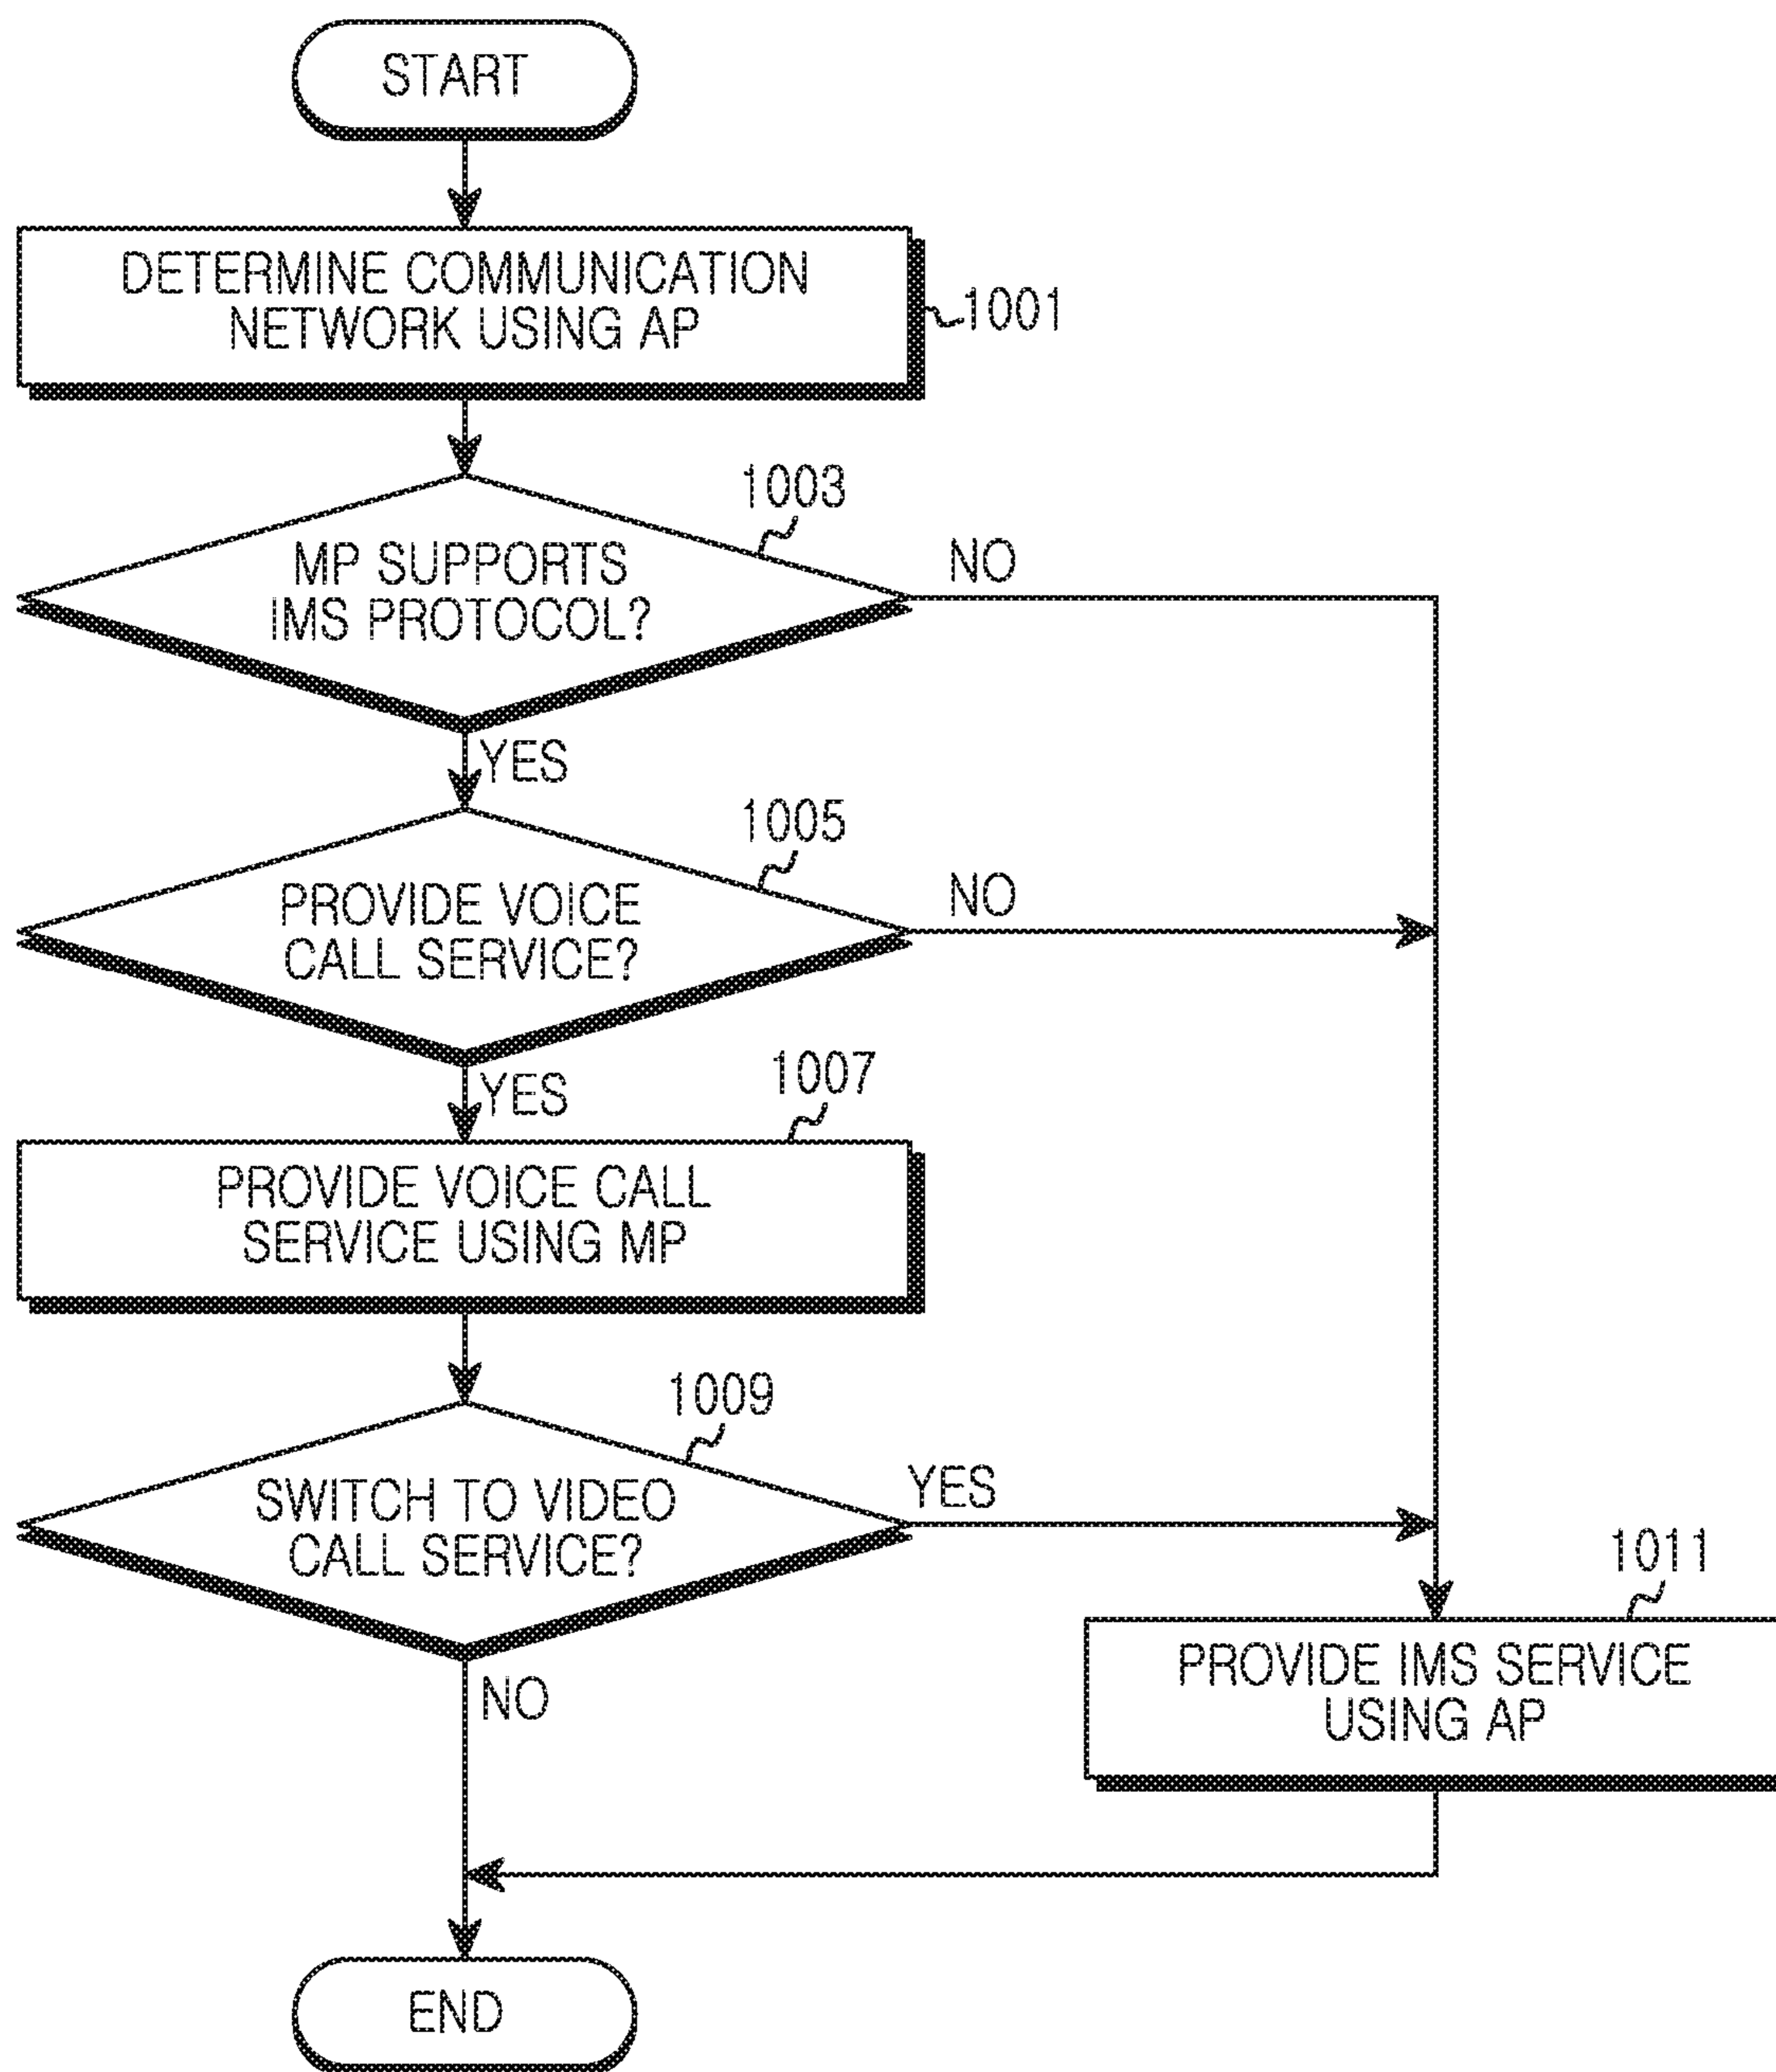 START
DETERMINE COMMUNICATION
NETWORK USING AP
1001
1003
MP SUPPORTS
IMS PROTOCOL?
NO
YES
1005
PROVIDE VOICE
CALL SERVICE?
NO
YES
1007
PROVIDE VOICE CALL
SERVICE USING MP
1009
SWITCH TO VIDEO
CALL SERVICE?
YES
NO
1011
PROVIDE IMS SERVICE
USING AP
END